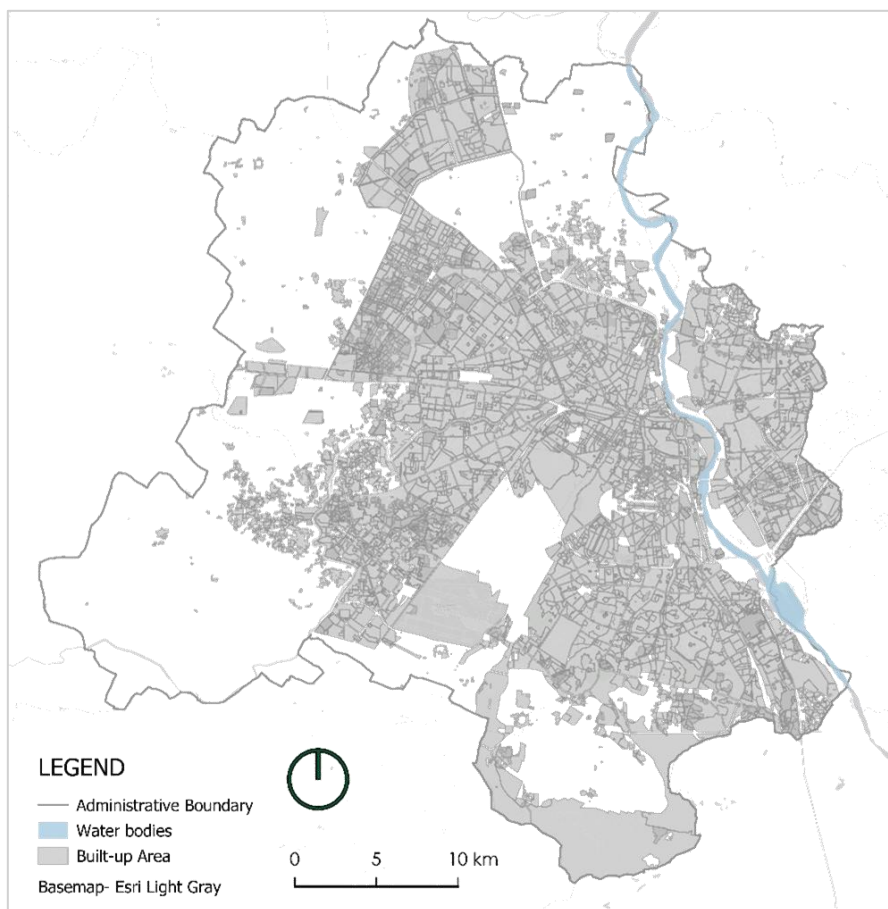 LEGEND
Administrative Boundary
Water bodies
Built-up Area
Basemap- Esri Light Gray
0 5 10 km